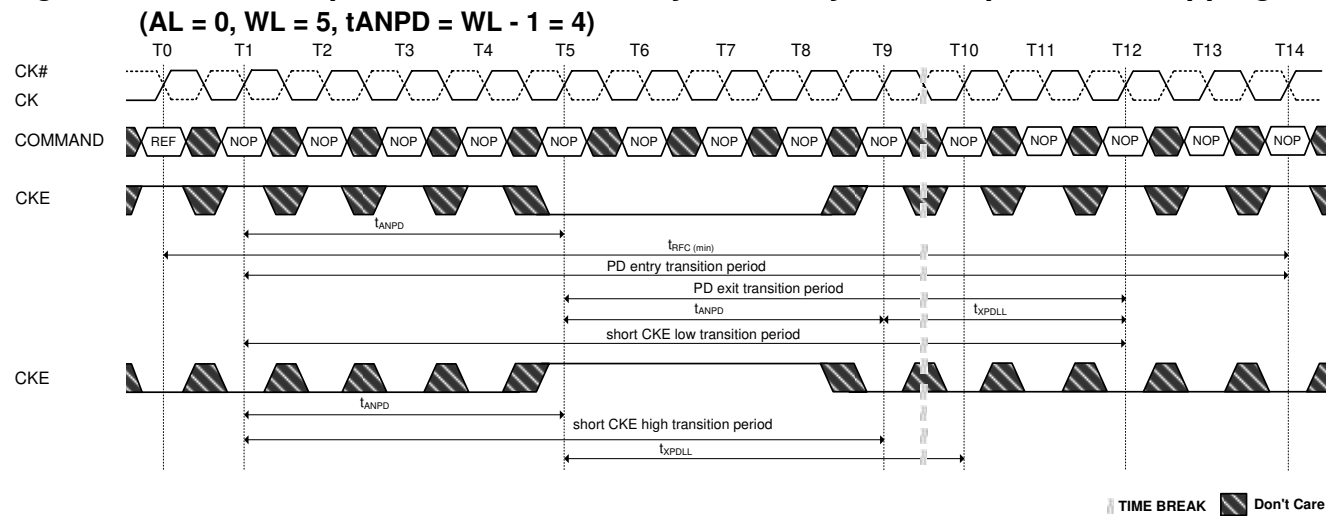 (AL = 0, WL = 5, tANPD = WL - 1 = 4)
T0 T1 T2 T3 T4 T5 T6 T7 T8 T9 T10 T11 T12 T13 T14
CK#
CK
COMMAND REF NOP NOP NOP NOP NOP NOP NOP NOP NOP NOP NOP NOP NOP NOP
CKE
tANPD
tRFC (min)
PD entry transition period
PD exit transition period
tANPD tXPDLL
short CKE low transition period
CKE
tANPD
short CKE high transition period
tXPDLL
TIME BREAK Don't Care